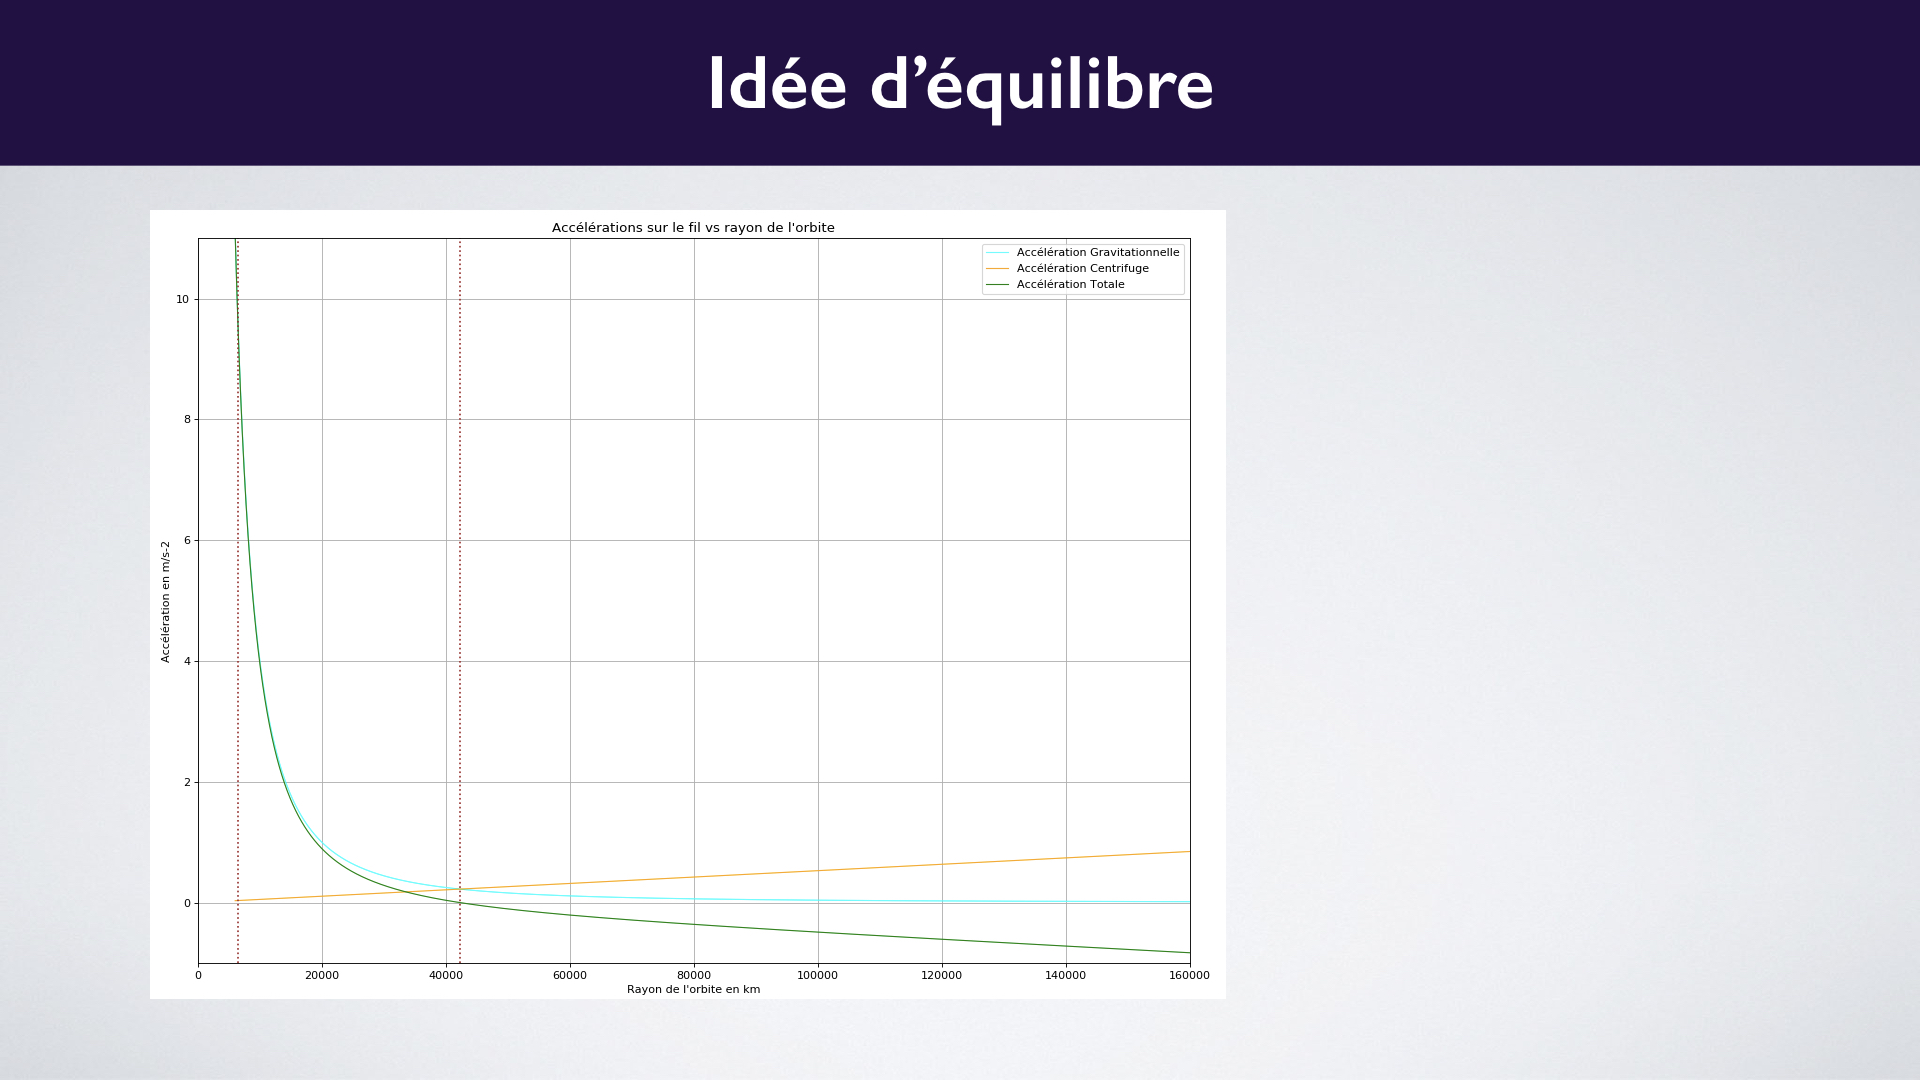 Idée d’équilibre
Accélérations sur le fil vs rayon de l'orbite
Accélération Gravitationnelle
Accélération Centrifuge
Accélération Totale
Accélération en m/s-2
10
8
6
4
2
0
0 20000 40000 60000 80000 100000 120000 140000 160000
Rayon de l'orbite en km